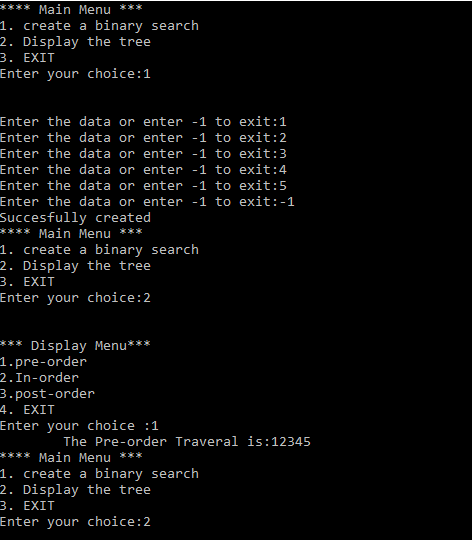 **** Main Menu ***
1. create a binary search
2. Display the tree
3. EXIT
Enter your choice:1
Enter the data or enter -1 to exit:1
Enter the data or enter -1 to exit:2
Enter the data or enter -1 to exit:3
Enter the data or enter -1 to exit:4
Enter the data or enter -1 to exit:5
Enter the data or enter -1 to exit:-1
Succesfully created
**** Main Menu ***
1. create a binary search
2. Display the tree
3. EXIT
Enter your choice:2
*** Display Menu***
1.pre-order
2.In-order
3.post-order
4. EXIT
Enter your choice :1
The Pre-order Traveral is:12345
**** Main Menu ***
1. create a binary search
2. Display the tree
3. EXIT
Enter your choice:2